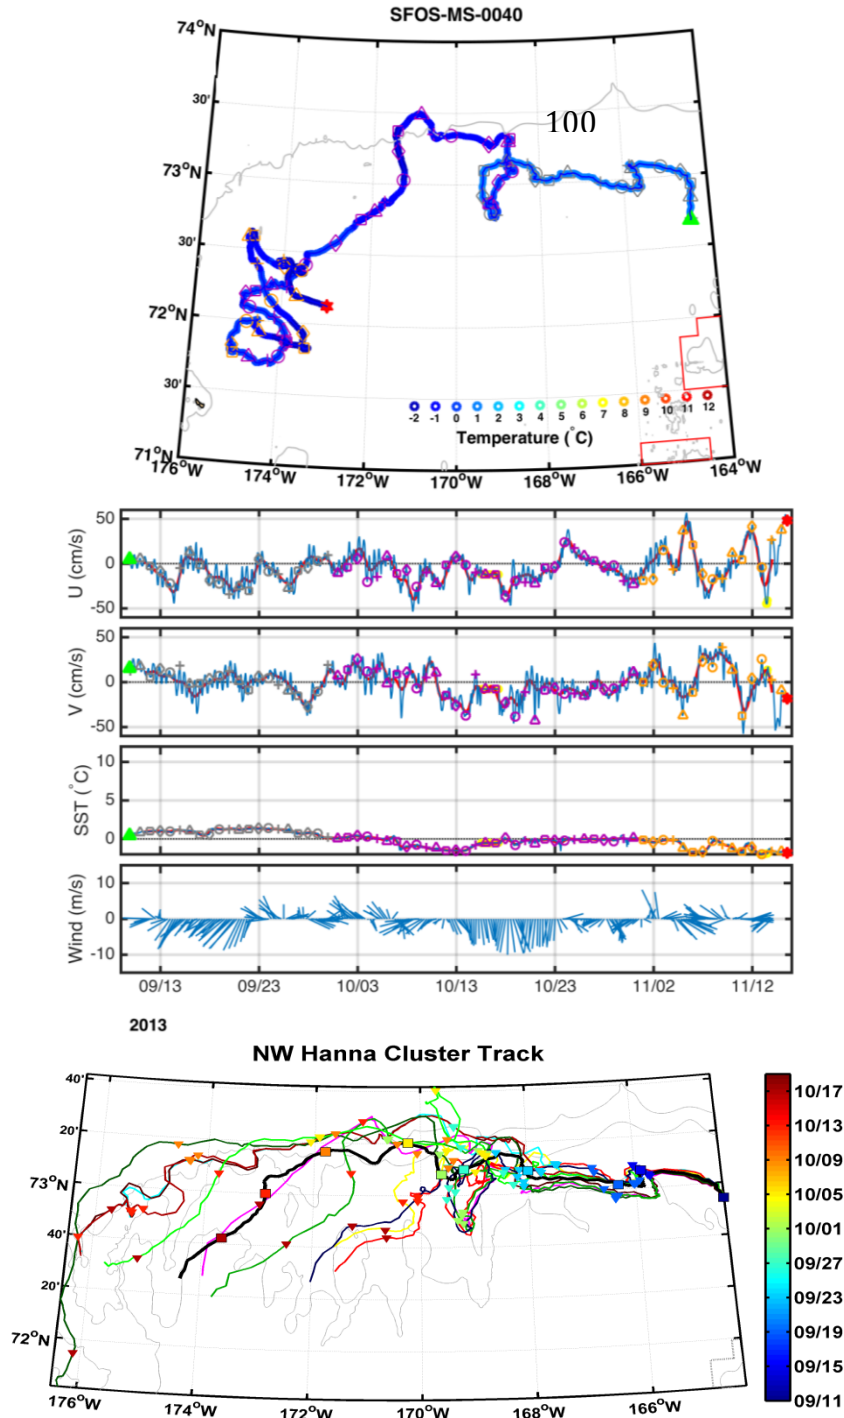 SFOS-MS-0040
74°N
30'
100
73°N
30'
72°N
30'
-2 -1 0 1 2 3 4 5 6 7 8 9 10 11 12
Temperature (°C)
71°N
176°W 174°W 172°W 170°W 168°W 166°W 164°W
50
0
-50
U (cm/s)
50
0
-50
V (cm/s)
10
5
0
SST (°C)
10
0
-10
Wind (m/s)
09/13 09/23 10/03 10/13 10/23 11/02 11/12
2013
NW Hanna Cluster Track
40'
20'
73°N
40'
20'
72°N
176°W 174°W 172°W 170°W 168°W 166°W
10/17
10/13
10/09
10/05
10/01
09/27
09/23
09/19
09/15
09/11